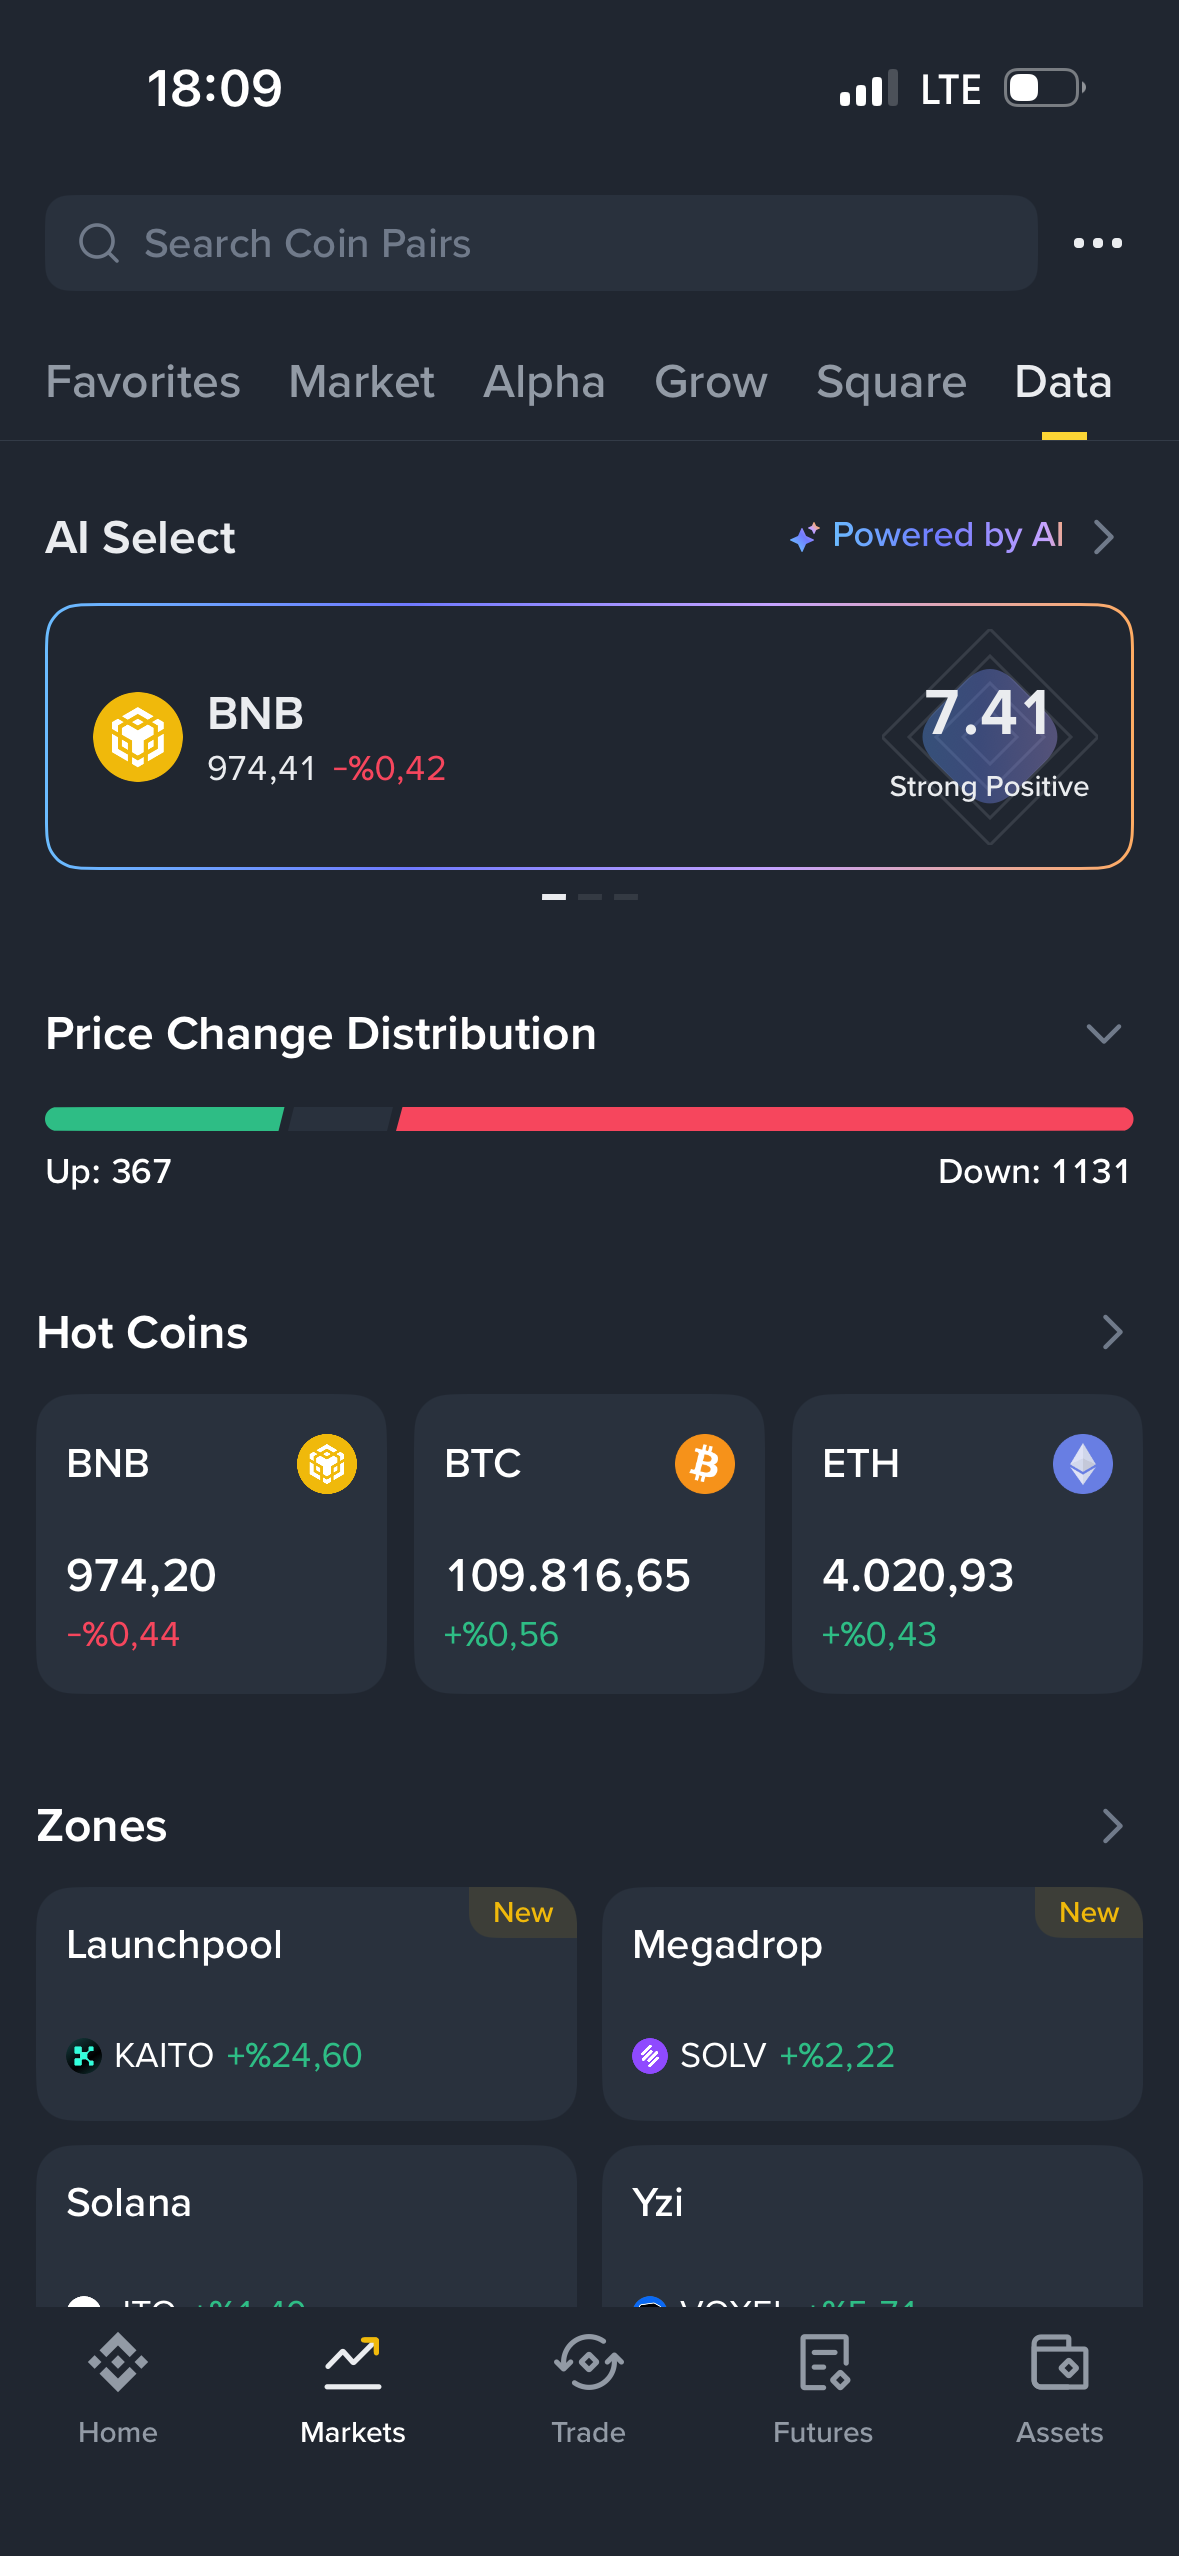 18:09 LTE
Search Coin Pairs
Favorites Market Alpha Grow Square Data
AI Select Powered by AI
BNB
974,41 -%0,42
7.41
Strong Positive
Price Change Distribution
Up: 367 Down: 1131
Hot Coins
BNB BTC ETH
974,20 109.816,65 4.020,93
-%0,44 +%0,56 +%0,43
Zones
New New
Launchpool Megadrop
KAITO +%24,60 SOLV +%2,22
Solana Yzi
Home Markets Trade Futures Assets